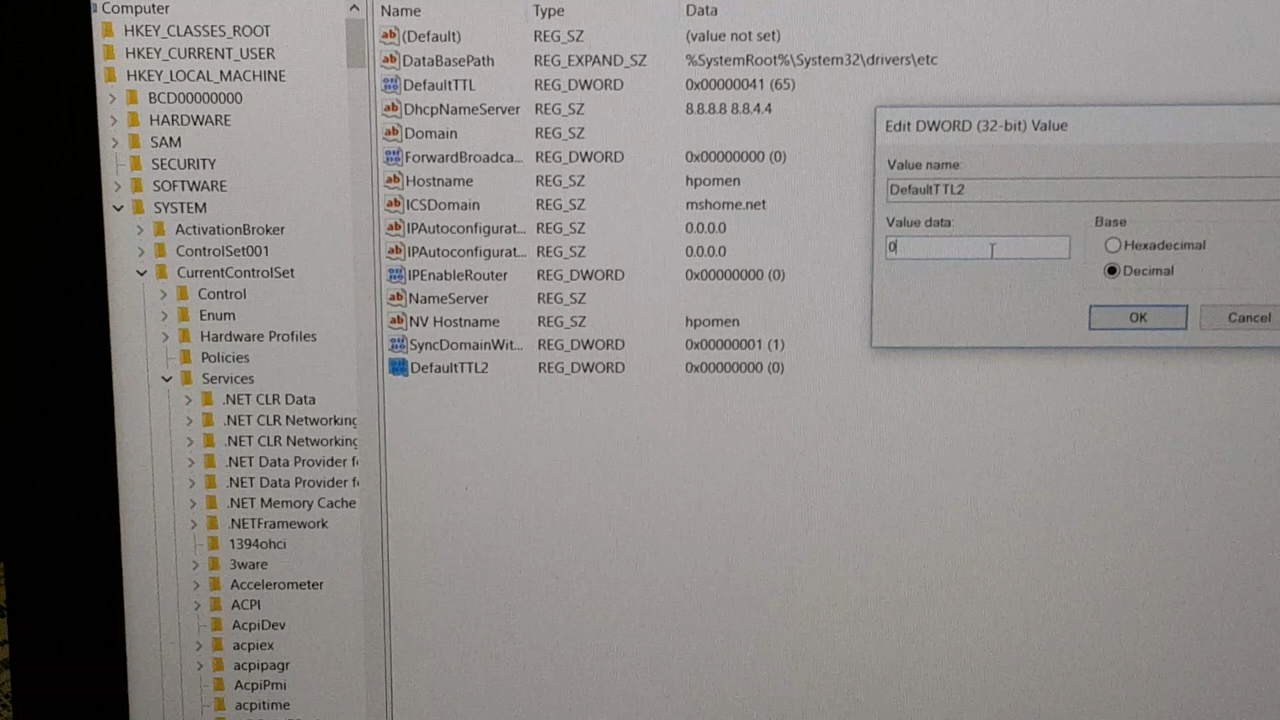 Computer
HKEY_CLASSES_ROOT
HKEY_CURRENT_USER
HKEY_LOCAL_MACHINE
BCD00000000
HARDWARE
SAM
SECURITY
SOFTWARE
SYSTEM
ActivationBroker
ControlSet001
CurrentControlSet
Control
Enum
Hardware Profiles
Policies
Services
.NET CLR Data
.NET CLR Networking
.NET CLR Networking
.NET Data Provider f
.NET Data Provider f
.NET Memory Cache
.NETFramework
1394ohci
3ware
Accelerometer
ACPI
AcpiDev
acpiex
acpipagr
AcpiPmi
acpitime
Name Type Data
(Default) REG_SZ (value not set)
DataBasePath REG_EXPAND_SZ %SystemRoot%\System32\drivers\etc
DefaultTTL REG_DWORD 0x00000041 (65)
DhcpNameServer REG_SZ 8.8.8.8 8.8.4.4
Domain REG_SZ
ForwardBroadca... REG_DWORD 0x00000000 (0)
Hostname REG_SZ hpomen
ICSDomain REG_SZ mshome.net
IPAutoconfigurat... REG_SZ 0.0.0.0
IPAutoconfigurat... REG_SZ 0.0.0.0
IPEnableRouter REG_DWORD 0x00000000 (0)
NameServer REG_SZ
NV Hostname REG_SZ hpomen
SyncDomainWit... REG_DWORD 0x00000001 (1)
DefaultTTL2 REG_DWORD 0x00000000 (0)
Edit DWORD (32-bit) Value
Value name:
DefaultTTL2
Value data:
0
Base
Hexadecimal
Decimal
OK Cancel